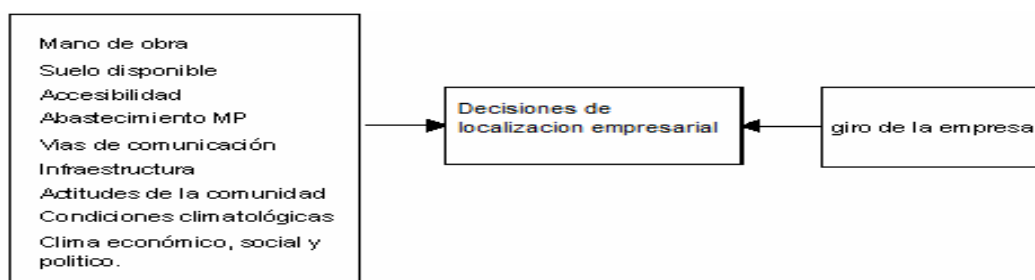 Mano de obra
Suelo disponible
Accesibilidad
Abastecimiento MP
Vias de comunicación
Infraestructura
Actitudes de la comunidad
Condiciones climatológicas
Clima económico, social y
politico.
Decisiones de
localizacion empresarial
giro de la empresa